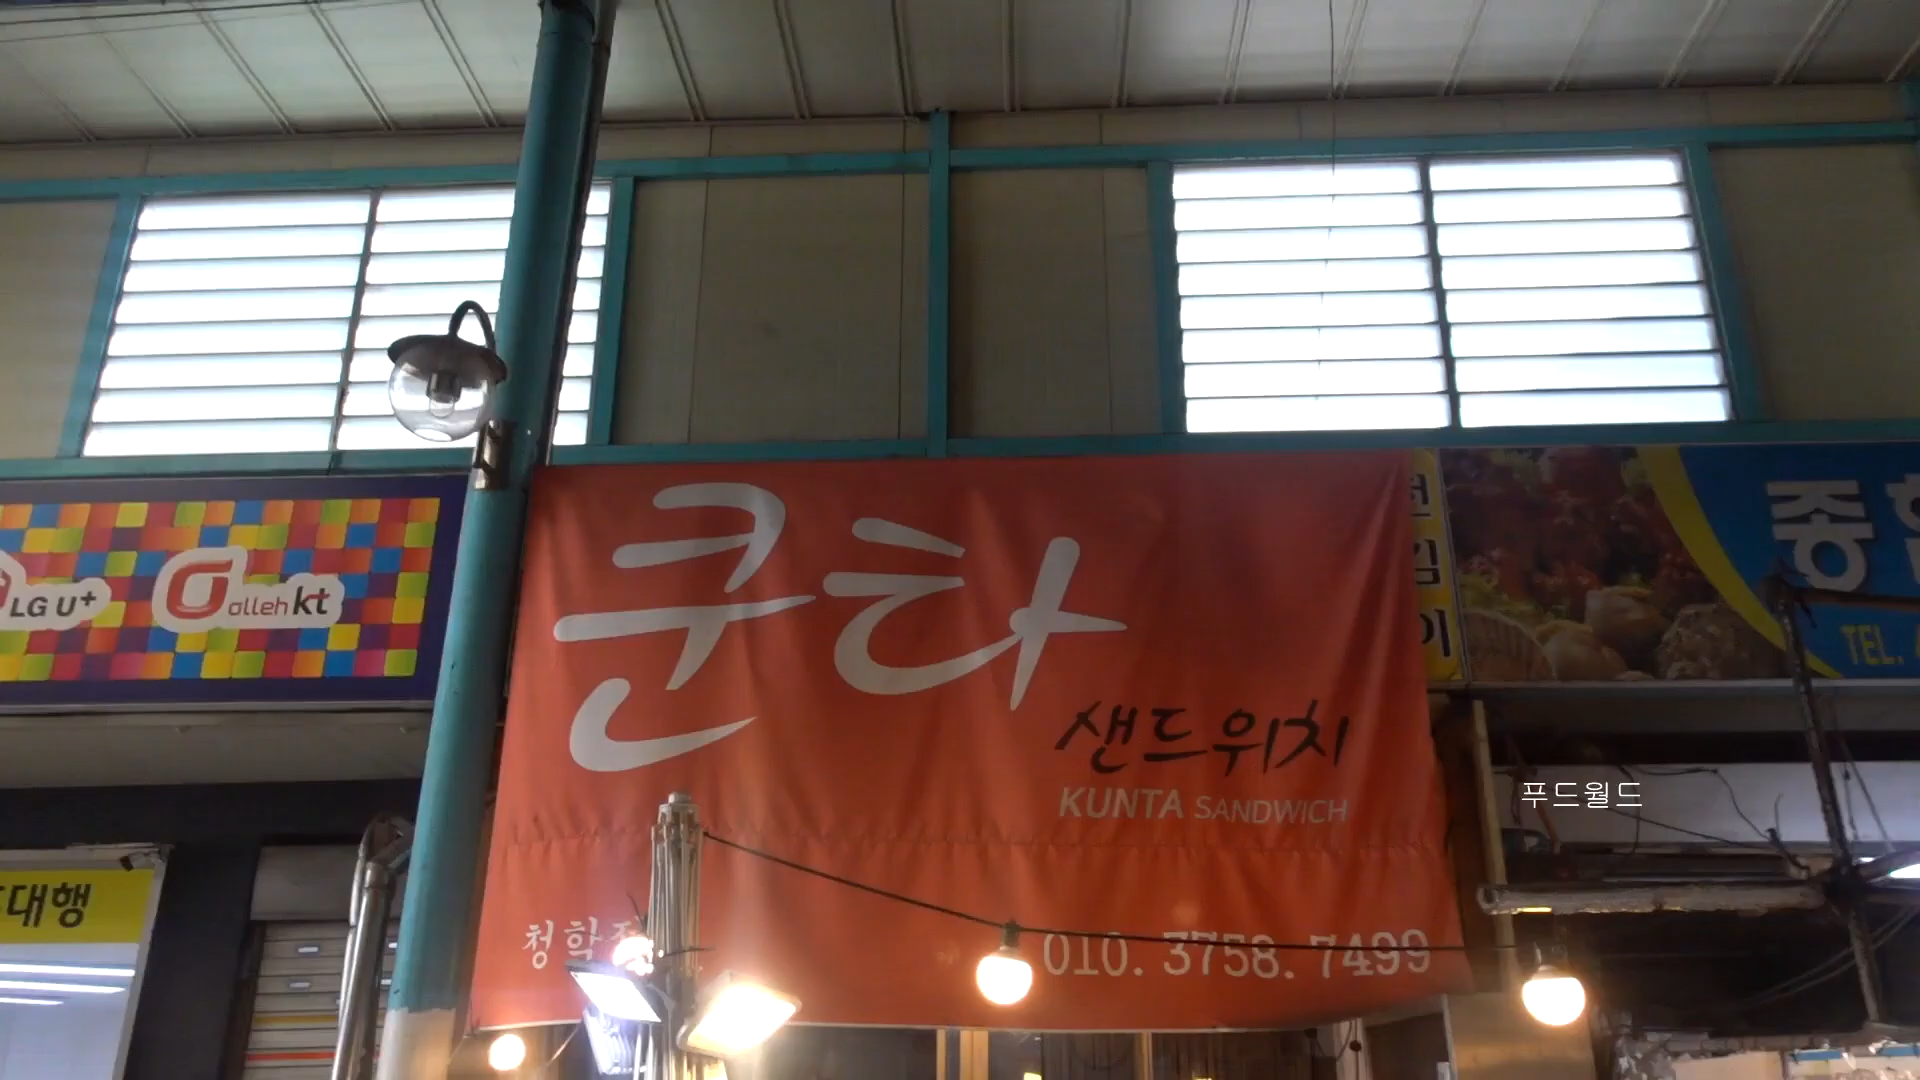 LG U+
olleh kt
쿤타
샌드위치
KUNTA SANDWICH
청학점
010. 3758. 7499
TEL.
푸드월드
대행